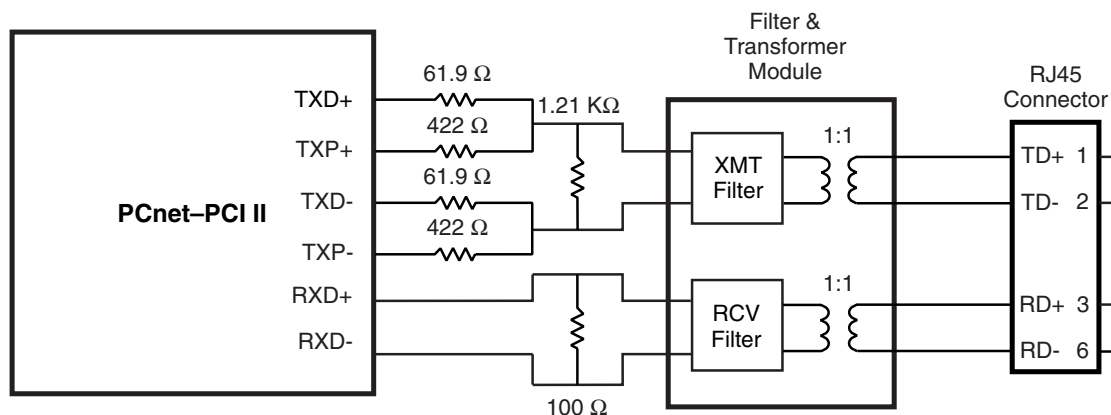 Filter &
Transformer
Module
RJ45
Connector
61.9 Ω
1.21 KΩ
TXD+
422 Ω
1:1
TXP+
XMT
Filter
TD+ 1
61.9 Ω
TXD-
TD- 2
PCnet–PCI II
422 Ω
TXP-
RXD+
1:1
RCV
Filter
RD+ 3
RXD-
RD- 6
100 Ω